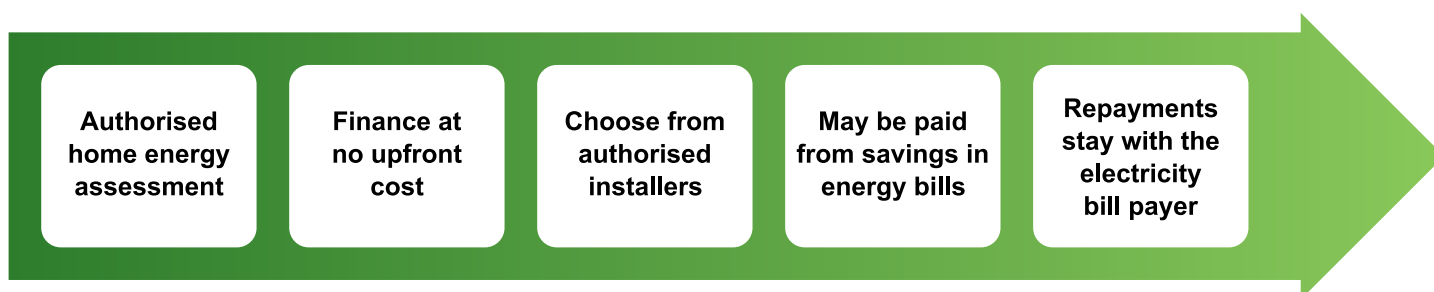 Authorised
home energy
assessment
Finance at
no upfront
cost
Choose from
authorised
installers
May be paid
from savings in
energy bills
Repayments
stay with the
electricity
bill payer